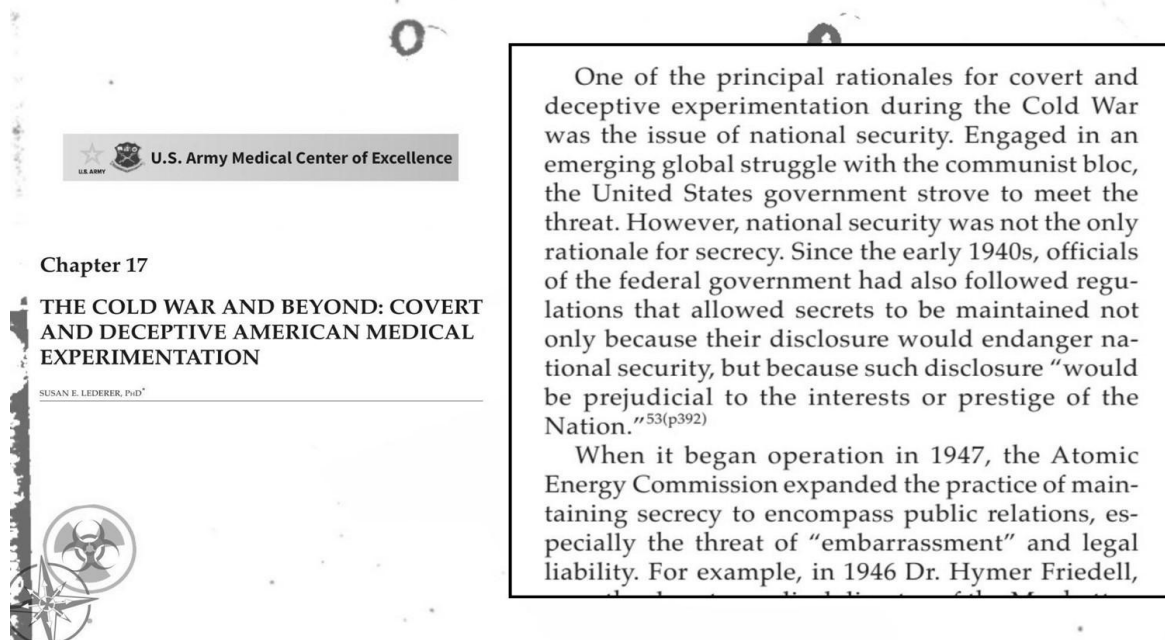 U.S. ARMY
U.S. Army Medical Center of Excellence
Chapter 17
THE COLD WAR AND BEYOND: COVERT
AND DECEPTIVE AMERICAN MEDICAL
EXPERIMENTATION
SUSAN E. LEDERER, PhD*
One of the principal rationales for covert and
deceptive experimentation during the Cold War
was the issue of national security. Engaged in an
emerging global struggle with the communist bloc,
the United States government strove to meet the
threat. However, national security was not the only
rationale for secrecy. Since the early 1940s, officials
of the federal government had also followed regu-
lations that allowed secrets to be maintained not
only because their disclosure would endanger na-
tional security, but because such disclosure “would
be prejudicial to the interests or prestige of the
Nation.”53(p392)
When it began operation in 1947, the Atomic
Energy Commission expanded the practice of main-
taining secrecy to encompass public relations, es-
pecially the threat of “embarrassment” and legal
liability. For example, in 1946 Dr. Hymer Friedell,